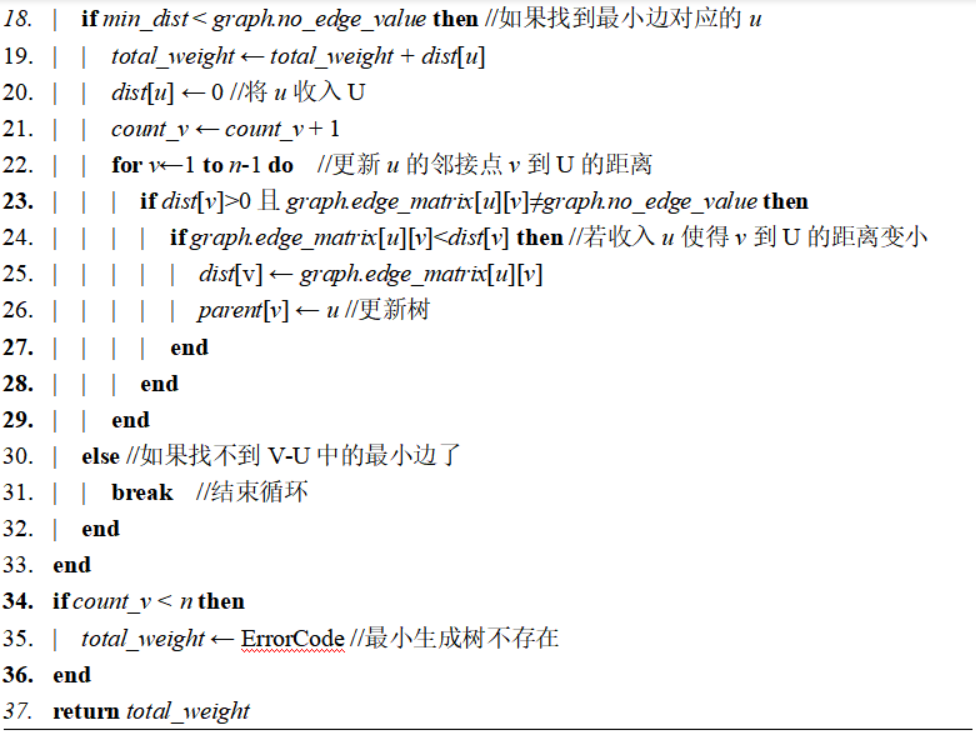 18. | if min_dist < graph.no_edge_value then //如果找到最小边对应的 u
19. | | total_weight ← total_weight + dist[u]
20. | | dist[u] ← 0 //将 u 收入 U
21. | | count_v ← count_v + 1
22. | | for v←1 to n-1 do //更新 u 的邻接点 v 到 U 的距离
23. | | | if dist[v]>0 且 graph.edge_matrix[u][v]≠graph.no_edge_value then
24. | | | | if graph.edge_matrix[u][v]<dist[v] then //若收入 u 使得 v 到 U 的距离变小
25. | | | | | dist[v] ← graph.edge_matrix[u][v]
26. | | | | | parent[v] ← u //更新树
27. | | | | end
28. | | | end
29. | | end
30. | else //如果找不到 V-U 中的最小边了
31. | | break //结束循环
32. | end
33. end
34. if count_v < n then
35. | total_weight ← ErrorCode //最小生成树不存在
36. end
37. return total_weight